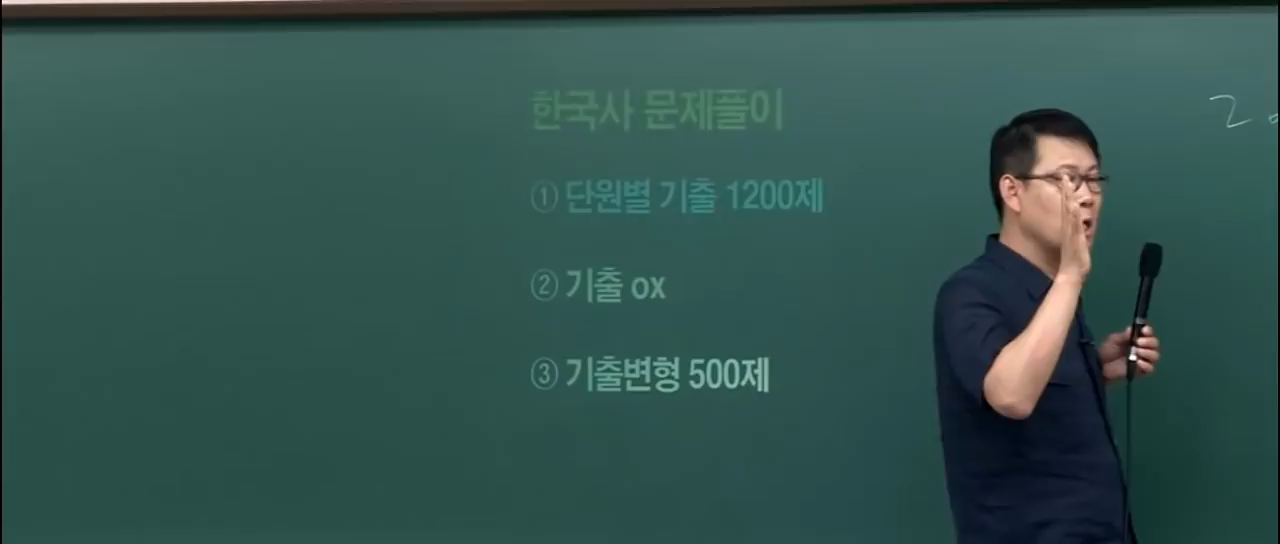 한국사 문제풀이
① 단원별 기출 1200제
② 기출 ox
③ 기출변형 500제